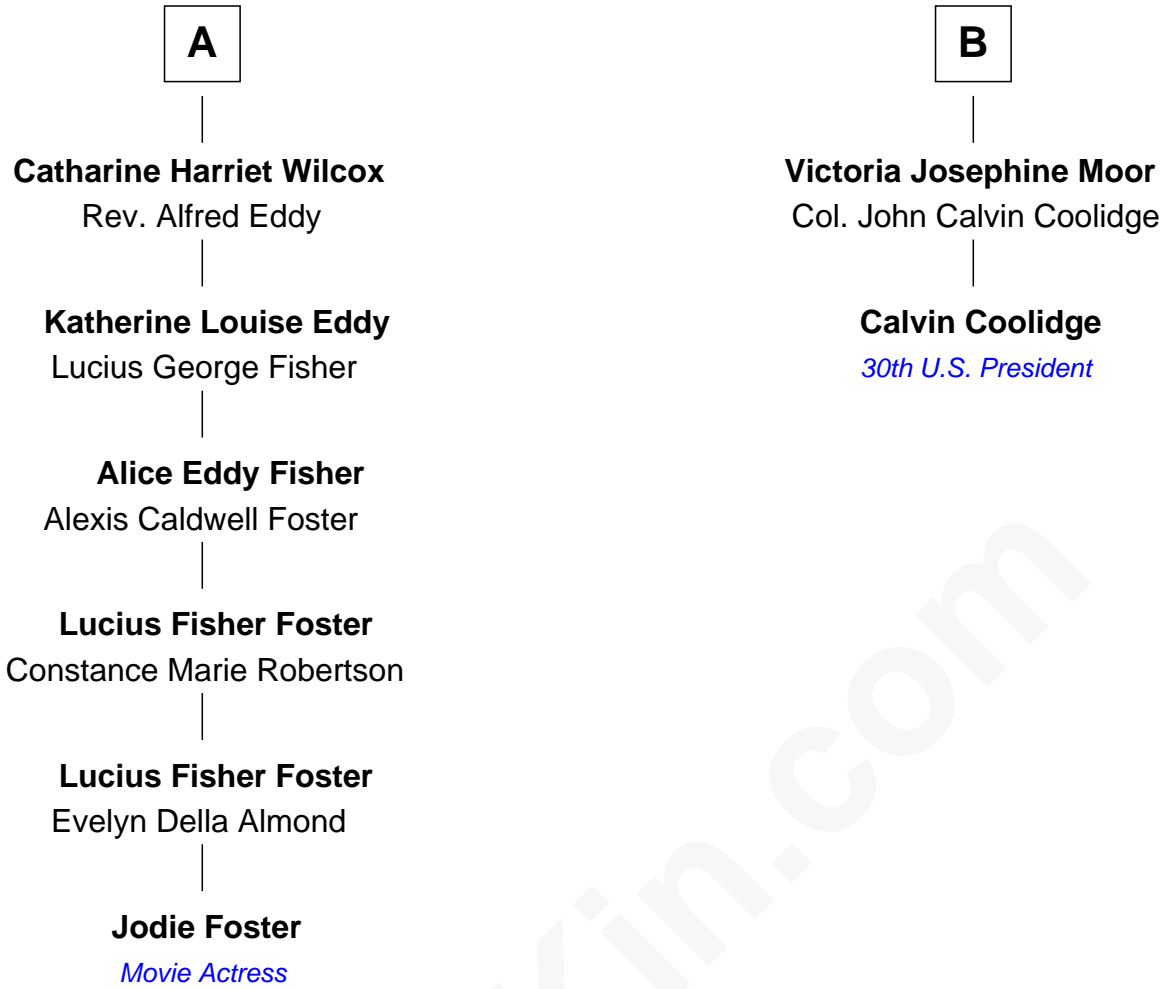 A
Catharine Harriet Wilcox
Rev. Alfred Eddy
Katherine Louise Eddy
Lucius George Fisher
Alice Eddy Fisher
Alexis Caldwell Foster
Lucius Fisher Foster
Constance Marie Robertson
Lucius Fisher Foster
Evelyn Della Almond
Jodie Foster
Movie Actress
B
Victoria Josephine Moor
Col. John Calvin Coolidge
Calvin Coolidge
30th U.S. President
Kin.com